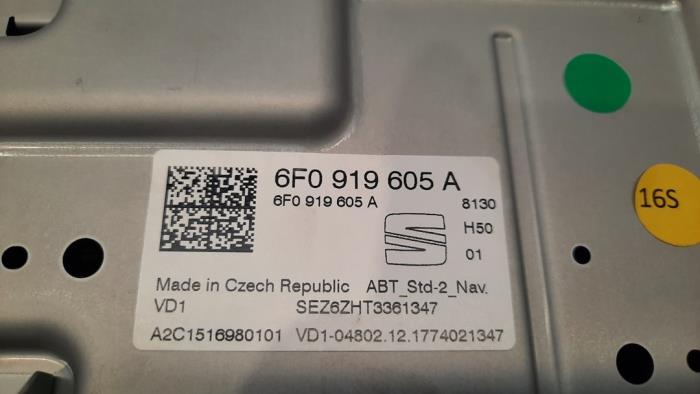 6F0 919 605 A
6F0 919 605 A 8130
H50
01
16S
Made in Czech Republic ABT_Std-2_Nav.
VD1 SEZ6ZHT3361347
A2C1516980101 VD1-04802.12.1774021347